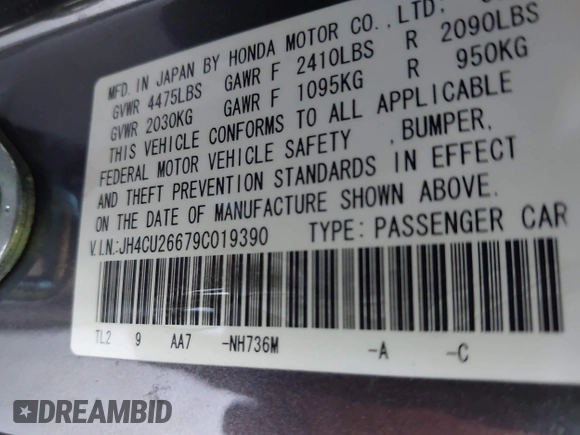 MFD. IN JAPAN BY HONDA MOTOR CO.,LTD:
GVWR 4475LBS GAWR F 2410LBS R 2090LBS
GVWR 2030KG GAWR F 1095KG R 950KG
THIS VEHICLE CONFORMS TO ALL APPLICABLE
FEDERAL MOTOR VEHICLE SAFETY ,BUMPER,
AND THEFT PREVENTION STANDARDS IN EFFECT
ON THE DATE OF MANUFACTURE SHOWN ABOVE.
V.I.N.:JH4CU26679C019390 TYPE: PASSENGER CAR
TL2 9 AA7 -NH736M -A -C
DREAMBID